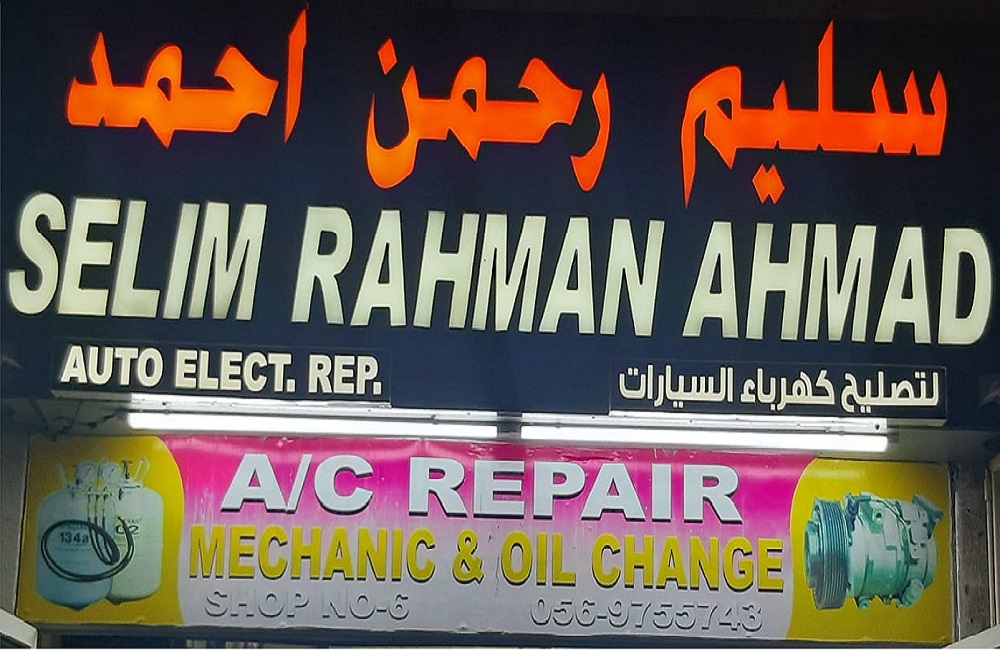 سليم رحمن احمد
SELIM RAHMAN AHMAD
AUTO ELECT. REP.
لتصليح كهرباء السيارات
A/C REPAIR
MECHANIC & OIL CHANGE
SHOP NO-6
056-9755743
134a